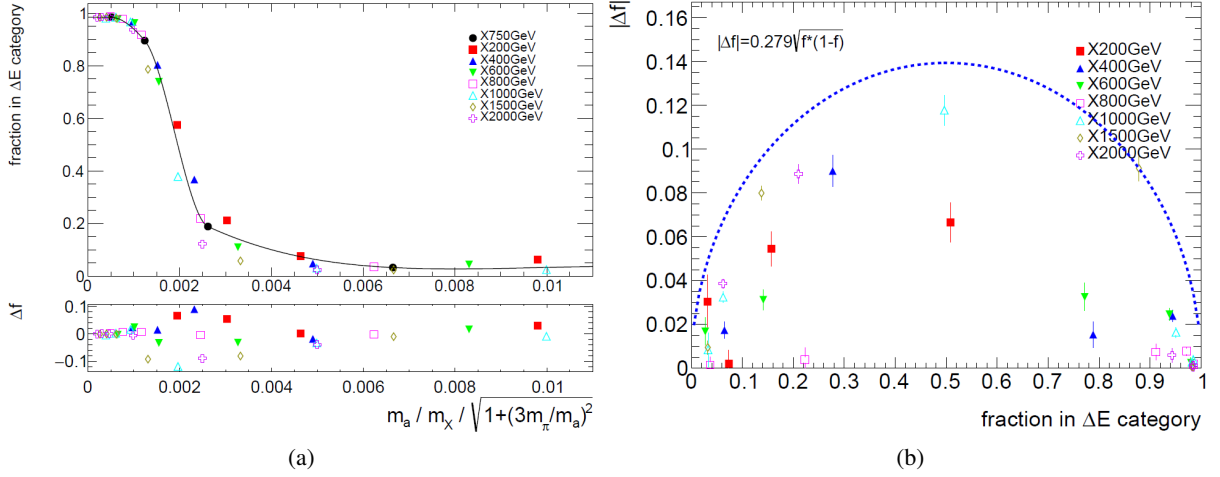 fraction in ΔE category
1
0.8
0.6
0.4
0.2
0
X750GeV
X200GeV
X400GeV
X600GeV
X800GeV
X1000GeV
X1500GeV
X2000GeV
Δf
0.1
0.0
−0.1
0
0.002
0.004
0.006
0.008
0.01
m_a / m_X / √1+(3m_π/m_a)²
(a)
|Δf|
0.16
0.14
0.12
0.1
0.08
0.06
0.04
0.02
0
|Δf|=0.279√f*(1-f)
X200GeV
X400GeV
X600GeV
X800GeV
X1000GeV
X1500GeV
X2000GeV
0
0.1
0.2
0.3
0.4
0.5
0.6
0.7
0.8
0.9
1
fraction in ΔE category
(b)